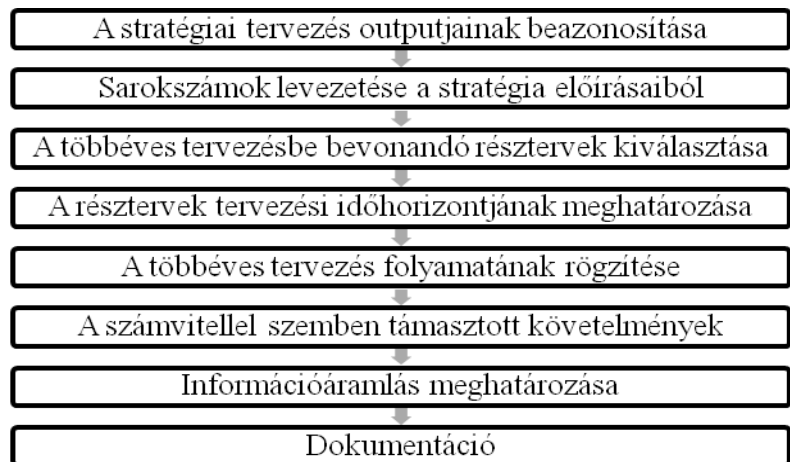 A stratégiai tervezés outputjainak beazonosítása
Sarokszámok levezetése a stratégia előírásaiból
A többéves tervezésbe bevonandó résztervek kiválasztása
A résztervek tervezési időhorizontjának meghatározása
A többéves tervezés folyamatának rögzítése
A számvitellel szemben támasztott követelmények
Információáramlás meghatározása
Dokumentáció